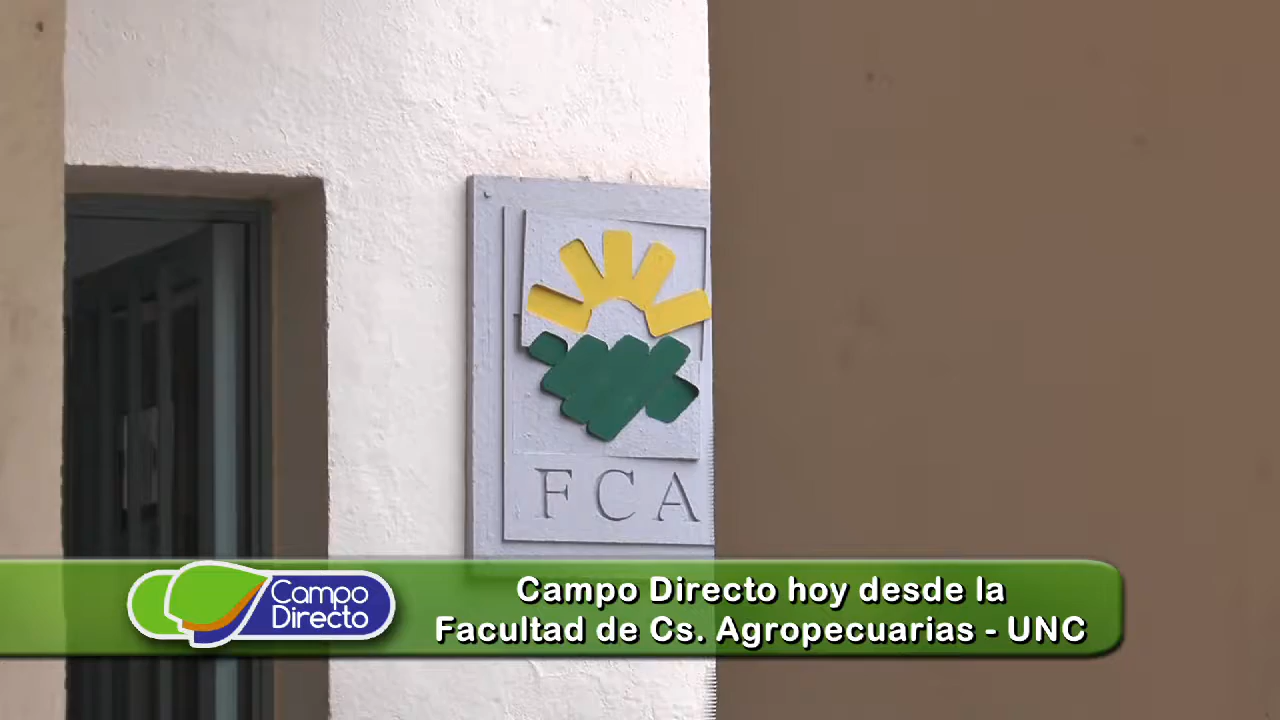 FCA
Campo
Directo
Campo Directo hoy desde la
Facultad de Cs. Agropecuarias - UNC